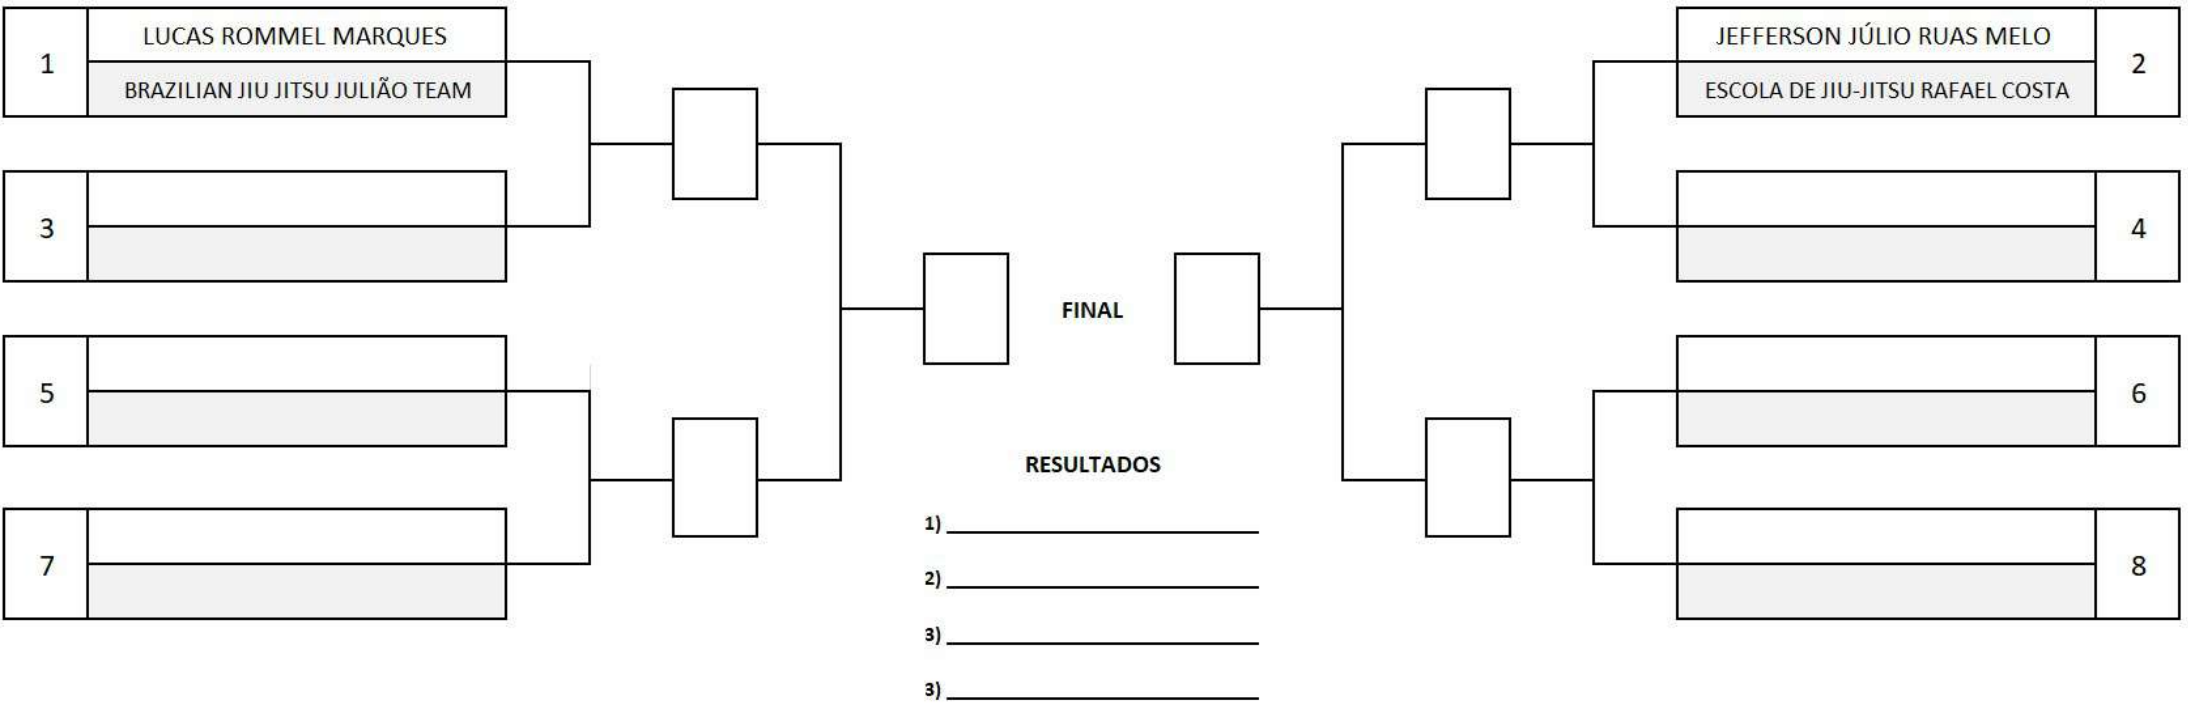 1
LUCAS ROMMEL MARQUES
BRAZILIAN JIU JITSU JULIÃO TEAM
JEFFERSON JÚLIO RUAS MELO
ESCOLA DE JIU-JITSU RAFAEL COSTA
2
3
4
FINAL
5
6
RESULTADOS
1)
7
8
2)
3)
3)